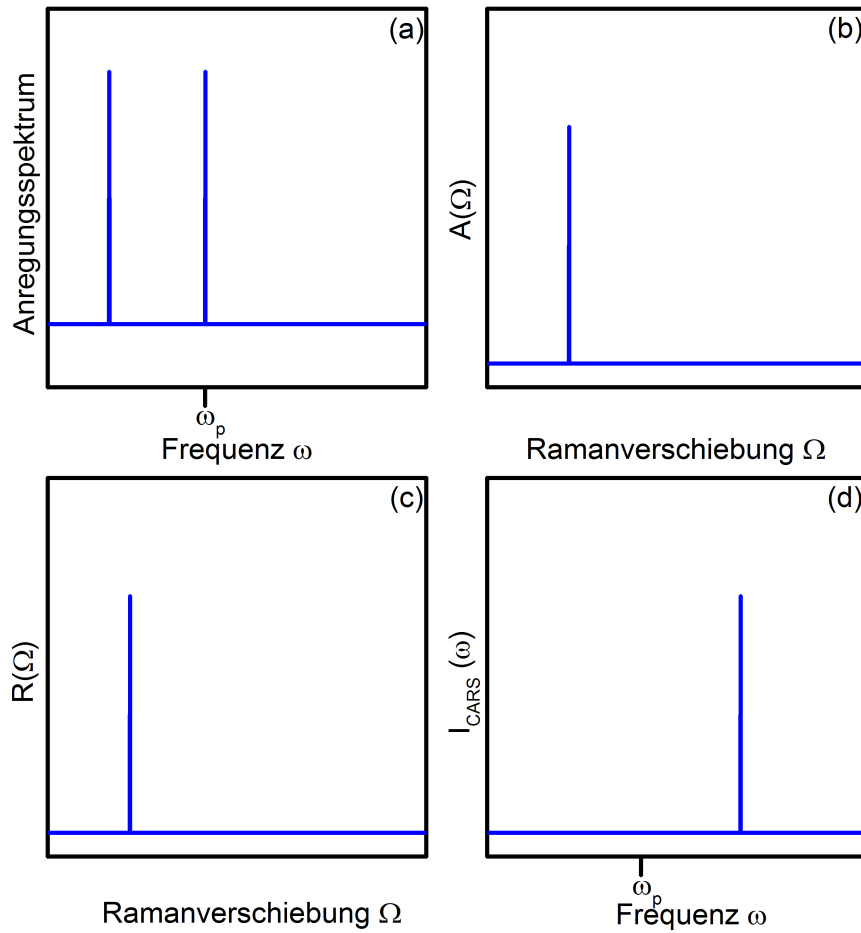 (a)
Anregungsspektrum
ω_p
Frequenz ω
(b)
A(Ω)
Ramanverschiebung Ω
(c)
R(Ω)
Ramanverschiebung Ω
(d)
I_CARS (ω)
ω_p
Frequenz ω